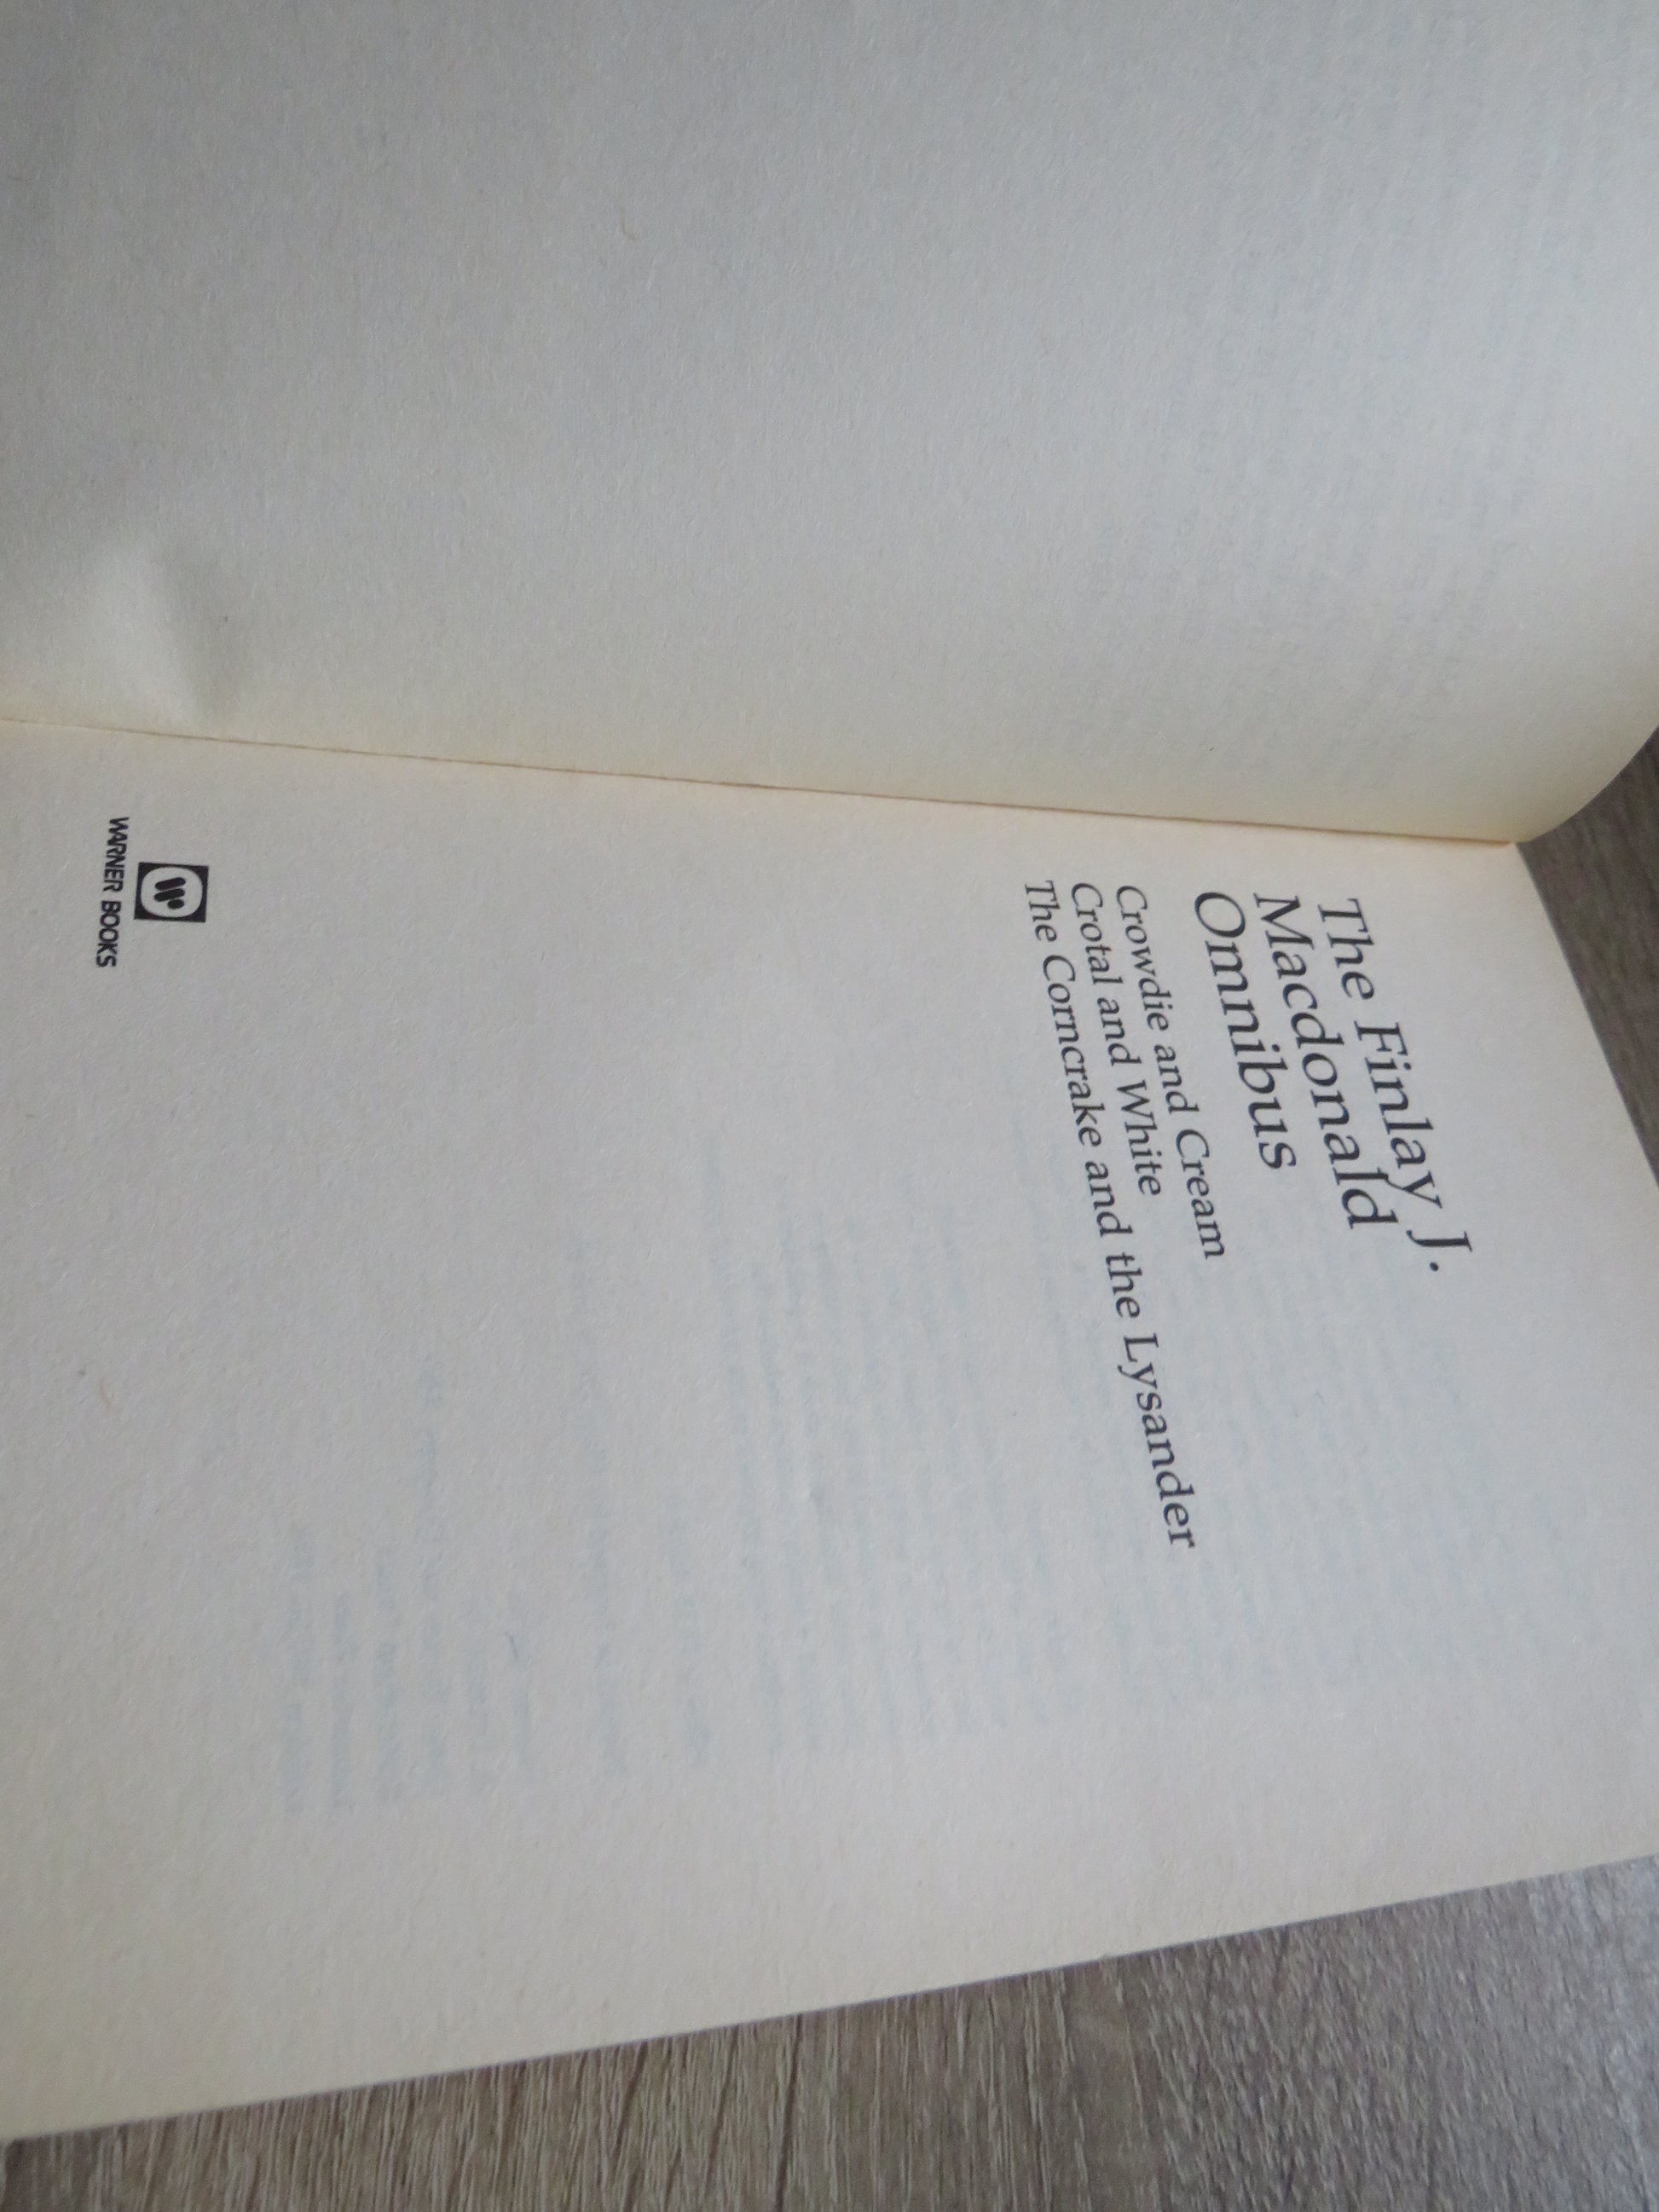 The Finlay J.
Macdonald
Omnibus
Crowdie and Cream
Crotal and White
The Corncrake and the Lysander
WARNER BOOKS